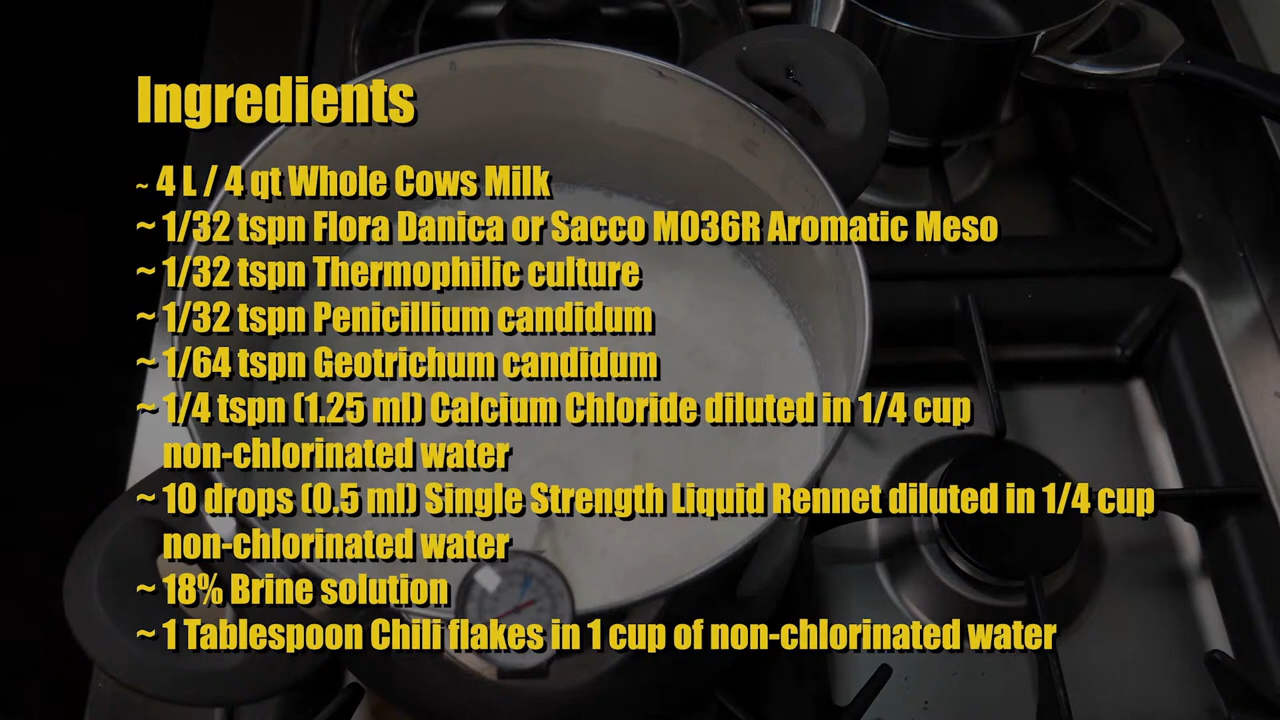 Ingredients
~ 4 L / 4 qt Whole Cows Milk
~ 1/32 tspn Flora Danica or Sacco MO36R Aromatic Meso
~ 1/32 tspn Thermophilic culture
~ 1/32 tspn Penicillium candidum
~ 1/64 tspn Geotrichum candidum
~ 1/4 tspn (1.25 ml) Calcium Chloride diluted in 1/4 cup
non-chlorinated water
~ 10 drops (0.5 ml) Single Strength Liquid Rennet diluted in 1/4 cup
non-chlorinated water
~ 18% Brine solution
~ 1 Tablespoon Chili flakes in 1 cup of non-chlorinated water